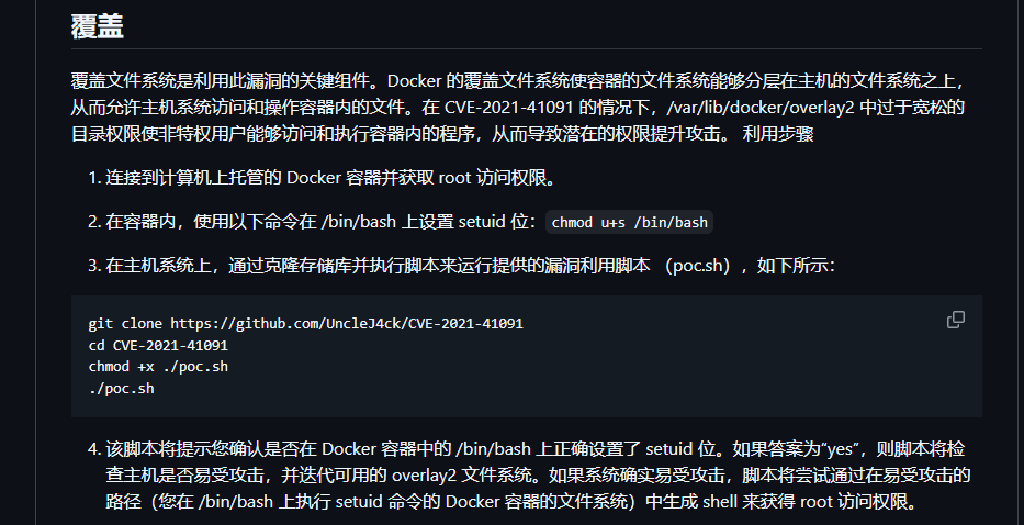 覆盖
覆盖文件系统是利用此漏洞的关键组件。Docker 的覆盖文件系统使容器的文件系统能够分层在主机的文件系统之上，
从而允许主机系统访问和操作容器内的文件。在 CVE-2021-41091 的情况下，/var/lib/docker/overlay2 中过于宽松的
目录权限使非特权用户能够访问和执行容器内的程序，从而导致潜在的权限提升攻击。 利用步骤
1. 连接到计算机上托管的 Docker 容器并获取 root 访问权限。
2. 在容器内，使用以下命令在 /bin/bash 上设置 setuid 位：chmod u+s /bin/bash
3. 在主机系统上，通过克隆存储库并执行脚本来运行提供的漏洞利用脚本 （poc.sh），如下所示：
git clone https://github.com/UncleJ4ck/CVE-2021-41091
cd CVE-2021-41091
chmod +x ./poc.sh
./poc.sh
4. 该脚本将提示您确认是否在 Docker 容器中的 /bin/bash 上正确设置了 setuid 位。如果答案为“yes”，则脚本将检
查主机是否易受攻击，并迭代可用的 overlay2 文件系统。如果系统确实易受攻击，脚本将尝试通过在易受攻击的
路径（您在 /bin/bash 上执行 setuid 命令的 Docker 容器的文件系统）中生成 shell 来获得 root 访问权限。